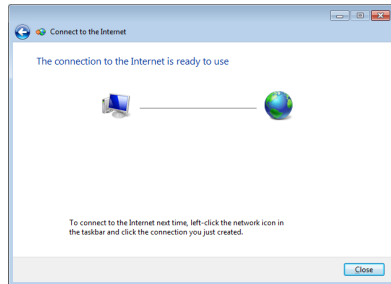 Connect to the Internet
The connection to the Internet is ready to use
To connect to the Internet next time, left-click the network icon in
the taskbar and click the connection you just created.
Close